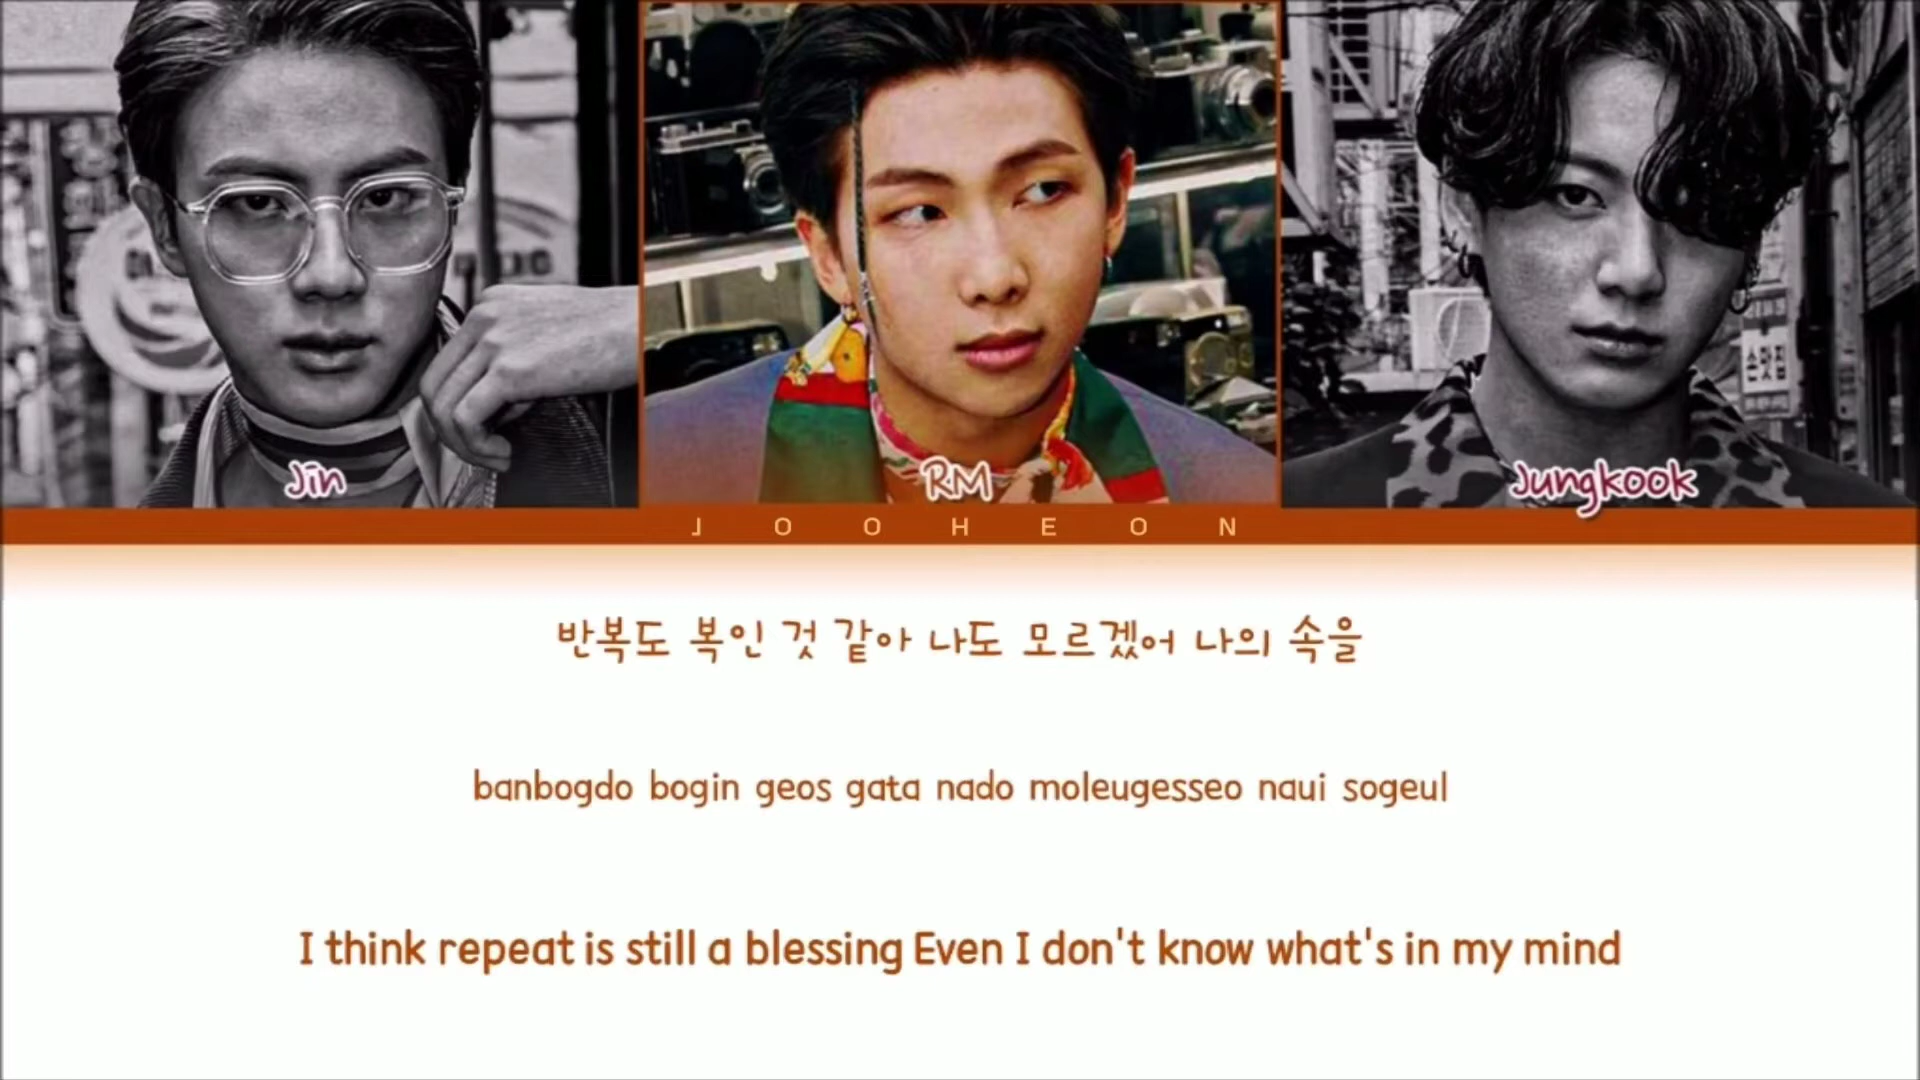 Jin
RM
Jungkook
JOOHEON
반복도 복인 것 같아 나도 모르겠어 나의 속을
banbogdo bogin geos gata nado moleugesseo naui sogeul
I think repeat is still a blessing Even I don't know what's in my mind